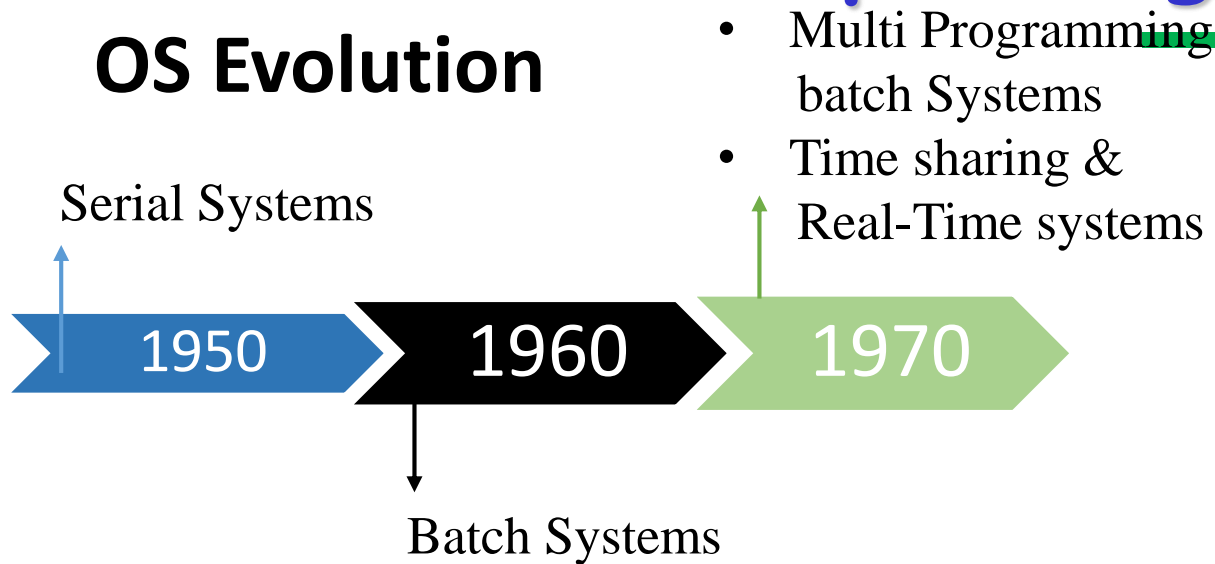 OS Evolution
• Multi Programming
batch Systems
• Time sharing &
Real-Time systems
Serial Systems
1950
1960
1970
Batch Systems